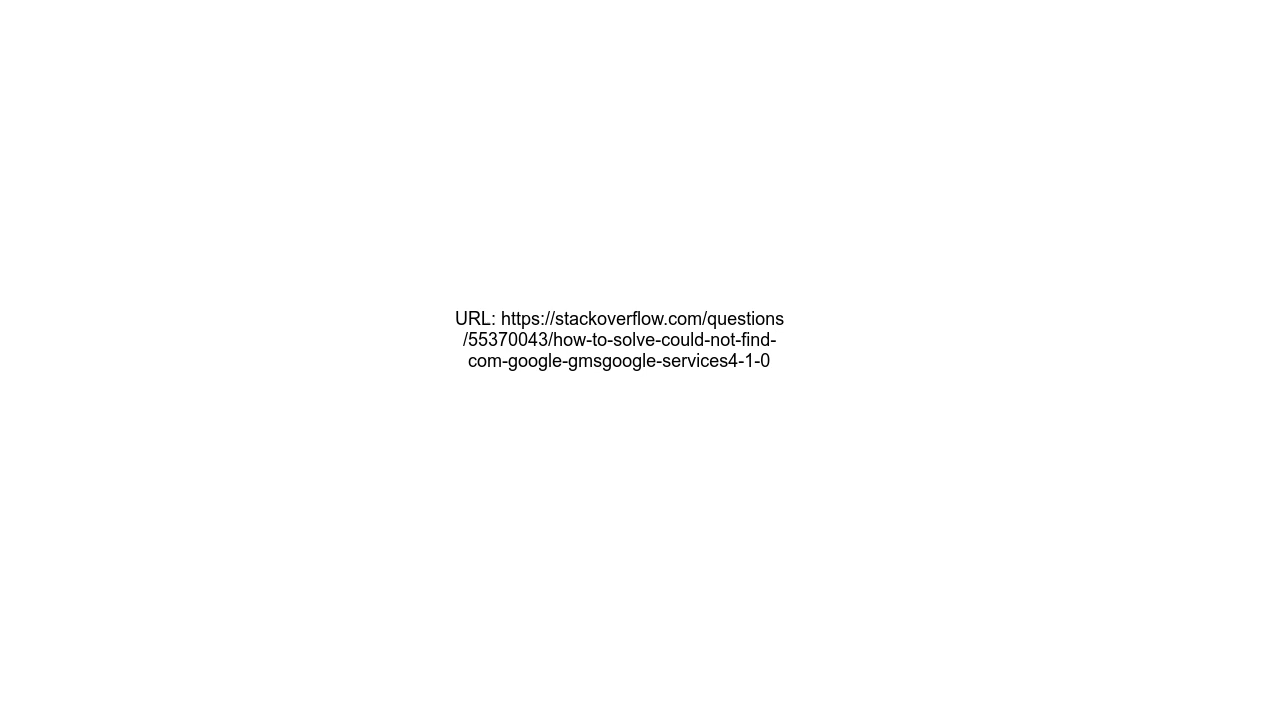 URL: https://stackoverflow.com/questions
/55370043/how-to-solve-could-not-find-
com-google-gmsgoogle-services4-1-0